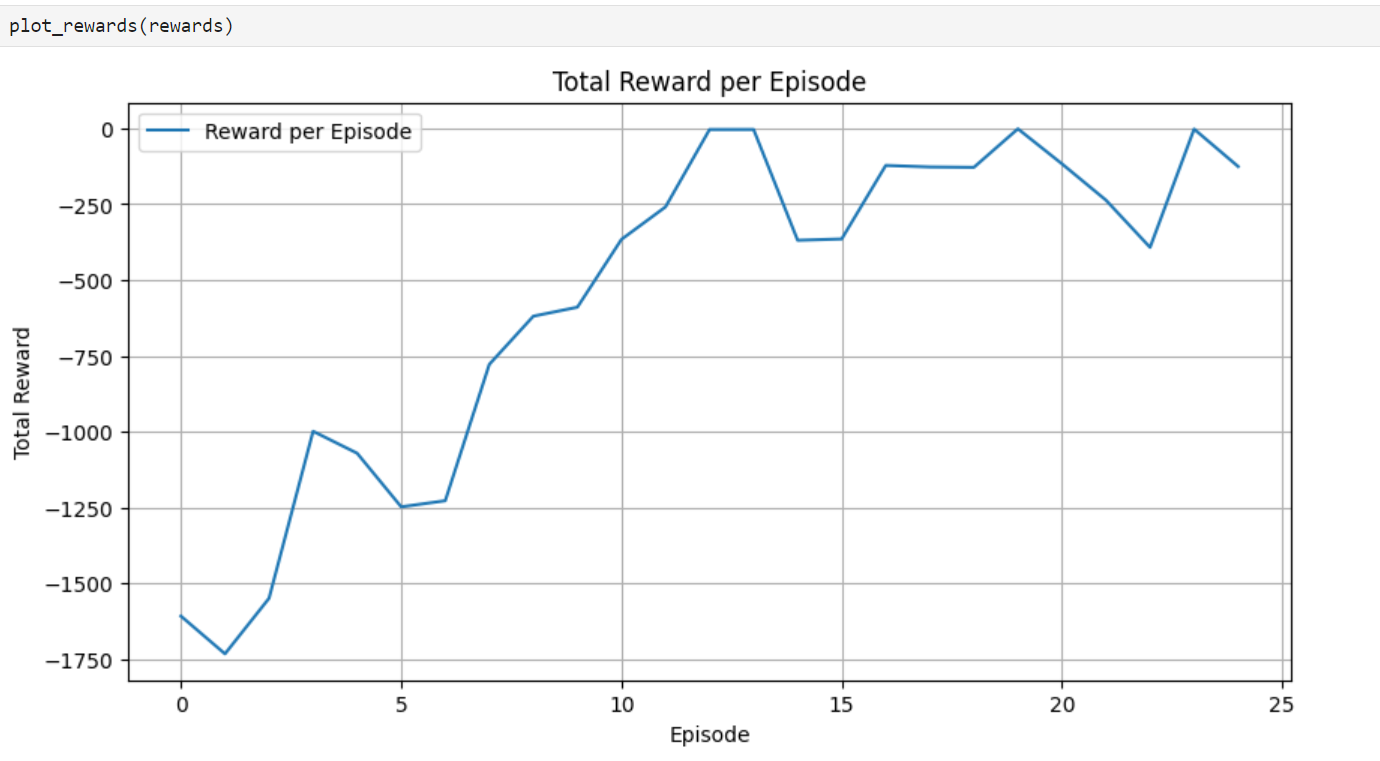 plot_rewards(rewards)
Total Reward per Episode
Reward per Episode
0
−250
−500
−750
−1000
−1250
−1500
−1750
Total Reward
0 5 10 15 20 25
Episode